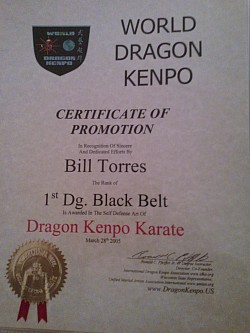 WORLD
DRAGON
KENPO
DRAGON
KENPO
CERTIFICATE OF
PROMOTION
In Recognition Of Sincere
And Dedicated Efforts By
Bill Torres
The Rank of
1st Dg. Black Belt
Is Awarded In The Self Defense Art Of
Dragon Kenpo Karate
March 28th 2005
www.DragonKenpo.US